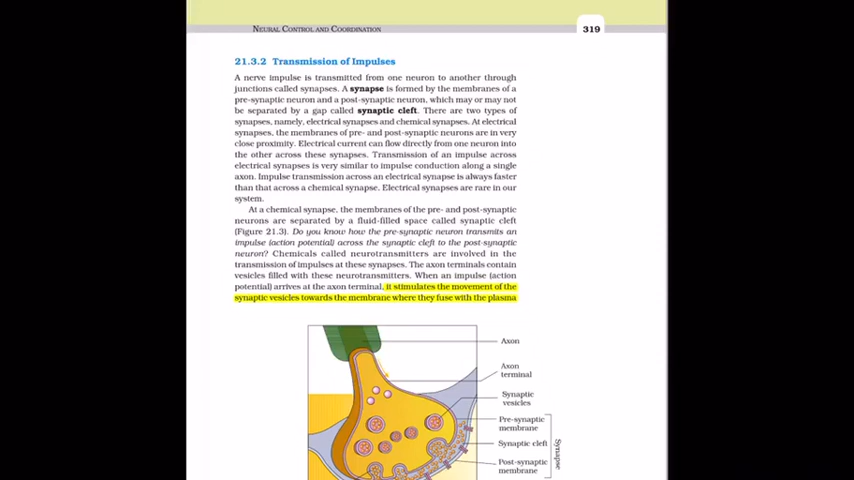 NEURAL CONTROL AND COORDINATION
319
21.3.2 Transmission of Impulses
A nerve impulse is transmitted from one neuron to another through
junctions called synapses. A synapse is formed by the membranes of a
pre-synaptic neuron and a post-synaptic neuron, which may or may not
be separated by a gap called synaptic cleft. There are two types of
synapses, namely, electrical synapses and chemical synapses. At electrical
synapses, the membranes of pre- and post-synaptic neurons are in very
close proximity. Electrical current can flow directly from one neuron into
the other across these synapses. Transmission of an impulse across
electrical synapses is very similar to impulse conduction along a single
axon. Impulse transmission across an electrical synapse is always faster
than that across a chemical synapse. Electrical synapses are rare in our
system.
At a chemical synapse, the membranes of the pre- and post-synaptic
neurons are separated by a fluid-filled space called synaptic cleft
(Figure 21.3). Do you know how the pre-synaptic neuron transmits an
impulse (action potential) across the synaptic cleft to the post-synaptic
neuron? Chemicals called neurotransmitters are involved in the
transmission of impulses at these synapses. The axon terminals contain
vesicles filled with these neurotransmitters. When an impulse (action
potential) arrives at the axon terminal, it stimulates the movement of the
synaptic vesicles towards the membrane where they fuse with the plasma
Axon
Axon
terminal
Synaptic
vesicles
Pre-synaptic
membrane
Synaptic cleft
Post-synaptic
membrane
Synapse